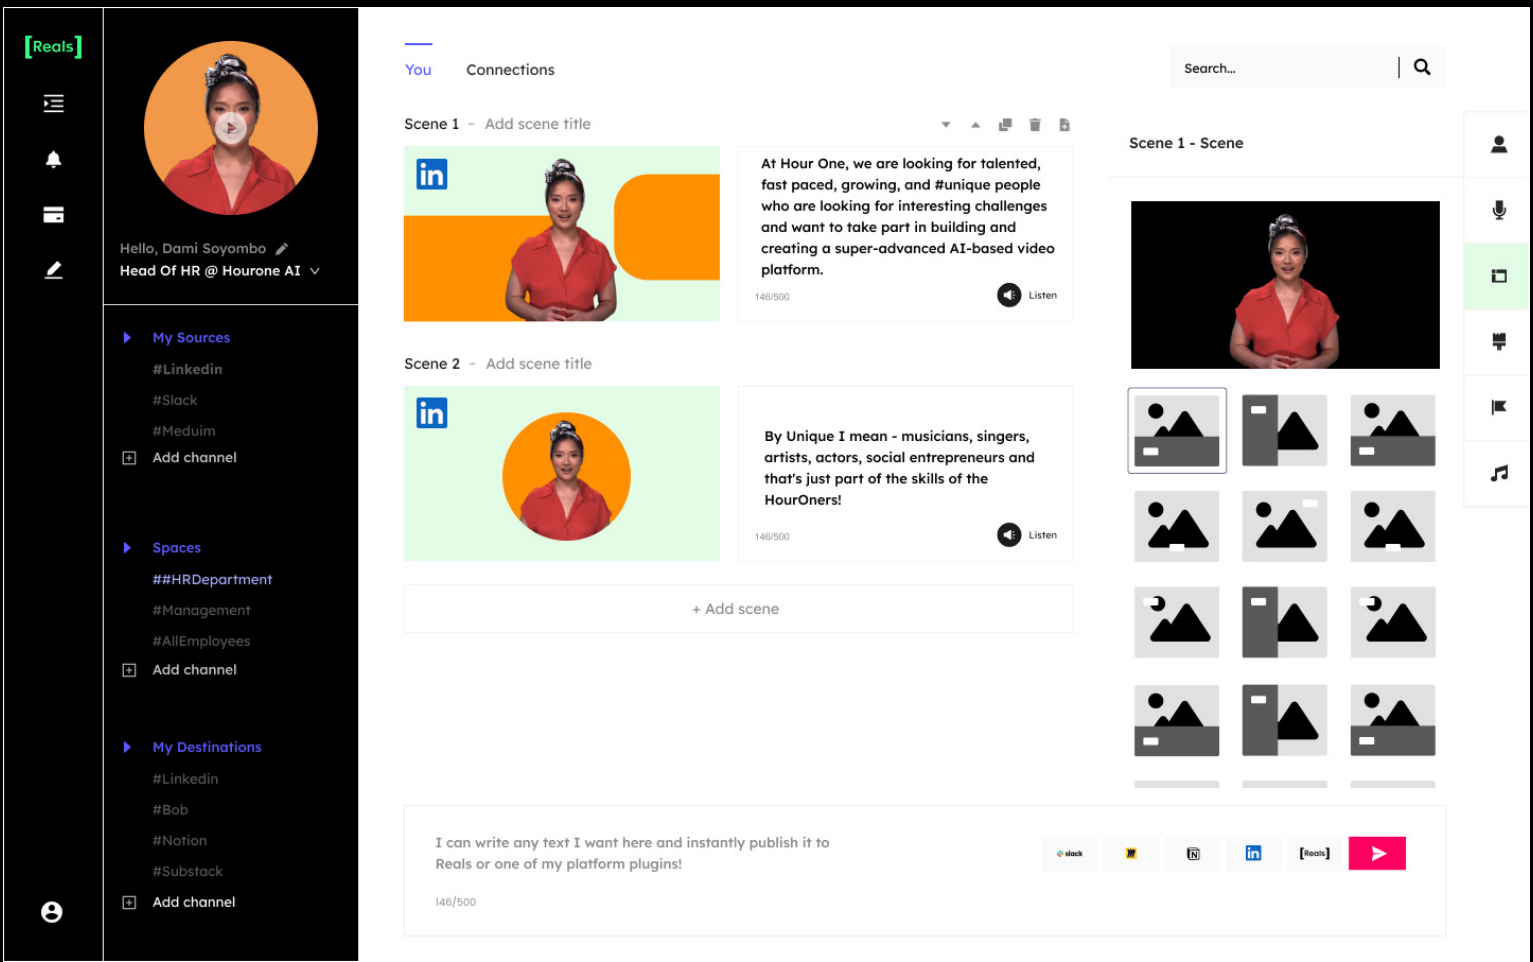 [Reals]
Hello, Dami Soyombo
Head Of HR @ Hourone AI
My Sources
#Linkedin
#Slack
#Meduim
Add channel
Spaces
##HRDepartment
#Management
#AllEmployees
Add channel
My Destinations
#Linkedin
#Bob
#Notion
#Substack
Add channel
You
Connections
Search...
Scene 1 - Add scene title
in
At Hour One, we are looking for talented,
fast paced, growing, and #unique people
who are looking for interesting challenges
and want to take part in building and
creating a super-advanced AI-based video
platform.
146/500
Listen
Scene 2 - Add scene title
in
By Unique I mean - musicians, singers,
artists, actors, social entrepreneurs and
that's just part of the skills of the
HourOners!
146/500
Listen
+ Add scene
Scene 1 - Scene
I can write any text I want here and instantly publish it to
Reals or one of my platform plugins!
146/500
slack
N
in
[Reals]